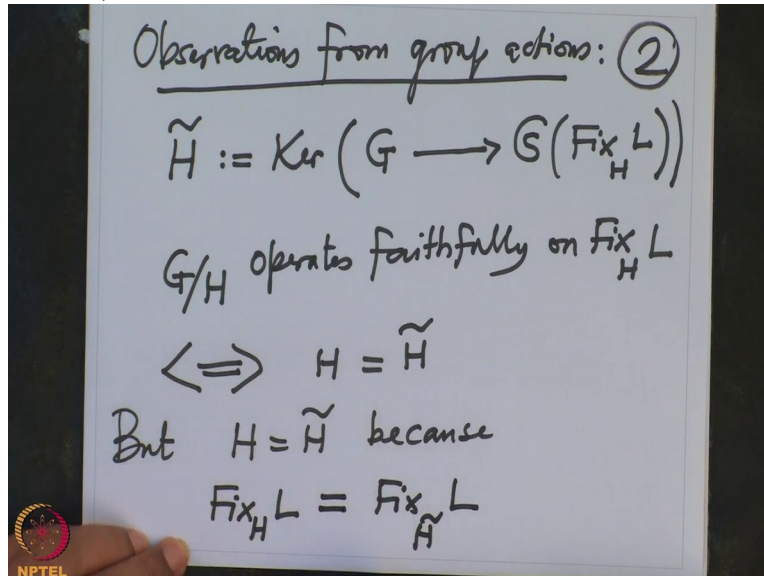 Observations from group actions: ②
H̃ := Ker ( G ⟶ 𝔖 ( Fix_H L ) )
G/H operates faithfully on Fix_H L
⟺ H = H̃
But H = H̃ because
Fix_H L = Fix_H̃ L
NPTEL